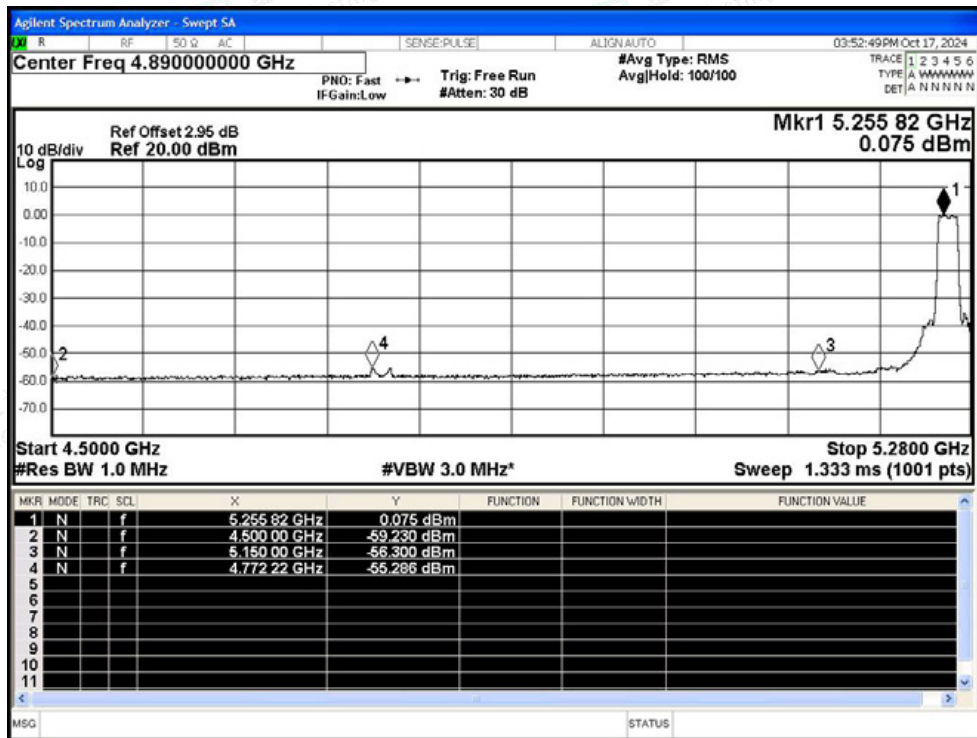 Agilent Spectrum Analyzer - Swept SA
LXI R RF 50 Ω AC SENSE:PULSE ALIGNAUTO 03:52:49PM Oct 17, 2024
Center Freq 4.890000000 GHz
PNO: Fast
IFGain:Low
Trig: Free Run
#Atten: 30 dB
#Avg Type: RMS
Avg|Hold: 100/100
TRACE 1 2 3 4 5 6
TYPE A WWWWW
DET A N N N N N
Ref Offset 2.95 dB
10 dB/div Ref 20.00 dBm
Log
Mkr1 5.255 82 GHz
0.075 dBm
10.0
0.00
-10.0
-20.0
-30.0
-40.0
-50.0
-60.0
-70.0
1
2
4
3
Start 4.5000 GHz
Stop 5.2800 GHz
#Res BW 1.0 MHz
#VBW 3.0 MHz*
Sweep 1.333 ms (1001 pts)
MKR MODE TRC SCL X Y FUNCTION FUNCTION WIDTH FUNCTION VALUE
1 N f 5.255 82 GHz 0.075 dBm
2 N f 4.500 00 GHz -59.230 dBm
3 N f 5.150 00 GHz -56.300 dBm
4 N f 4.772 22 GHz -55.286 dBm
5
6
7
8
9
10
11
MSG STATUS